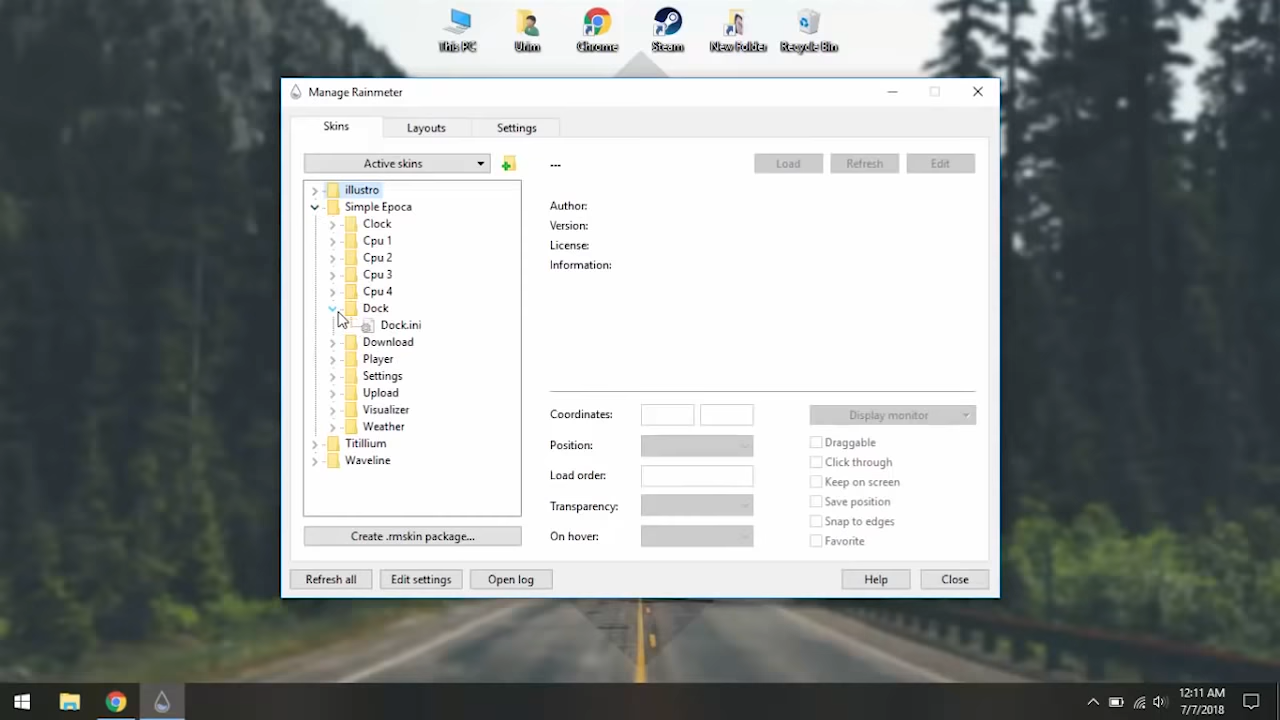 This PC
Urim
Chrome
Steam
New Folder
Recycle Bin
Manage Rainmeter
Skins
Layouts
Settings
Active skins
---
Load
Refresh
Edit
illustro
Simple Epoca
Clock
Cpu 1
Cpu 2
Cpu 3
Cpu 4
Dock
Dock.ini
Download
Player
Settings
Upload
Visualizer
Weather
Titillium
Waveline
Author:
Version:
License:
Information:
Coordinates:
Display monitor
Position:
Load order:
Transparency:
On hover:
Draggable
Click through
Keep on screen
Save position
Snap to edges
Favorite
Create .rmskin package...
Refresh all
Edit settings
Open log
Help
Close
12:11 AM
7/7/2018